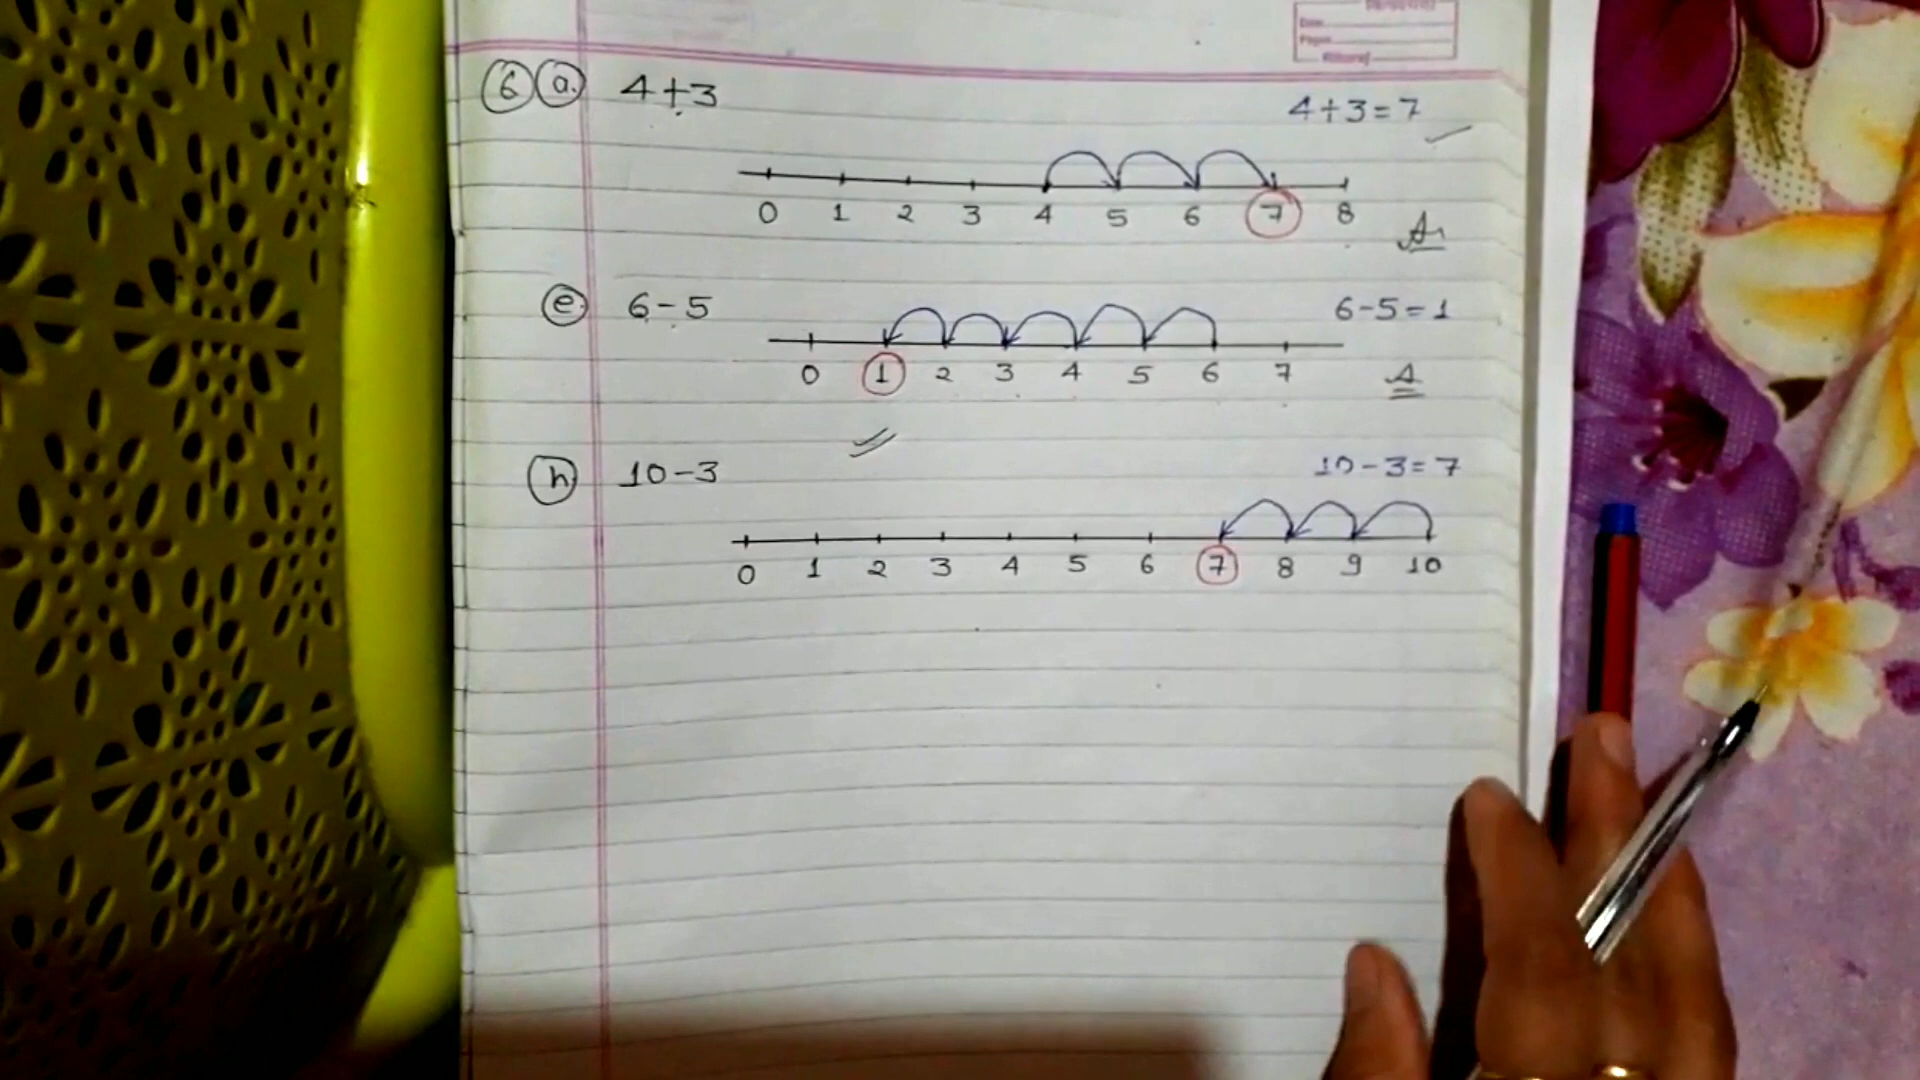 Date
Pages
6 a. 4+3 4+3=7
0 1 2 3 4 5 6 7 8
e. 6-5 6-5=1
0 1 2 3 4 5 6 7
h 10-3 10-3=7
0 1 2 3 4 5 6 7 8 9 10